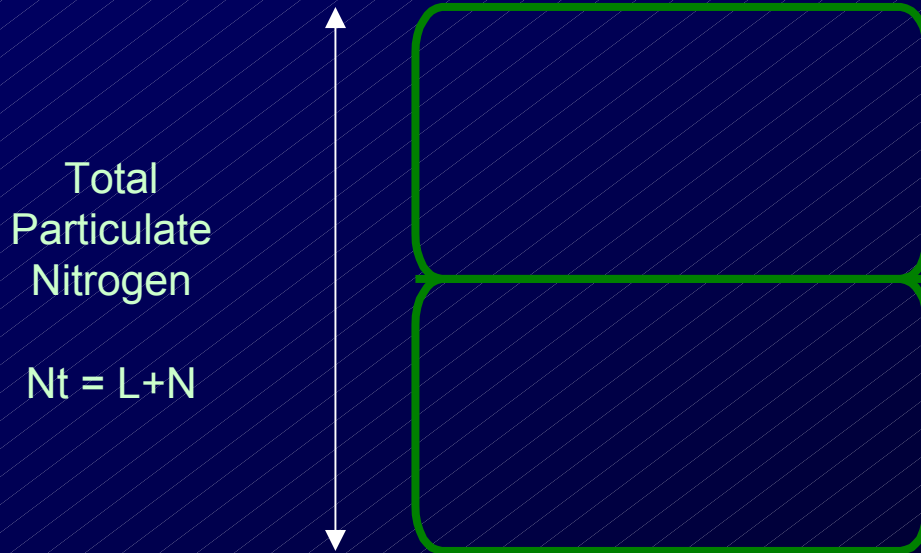 Total
Particulate
Nitrogen
Nt = L+N